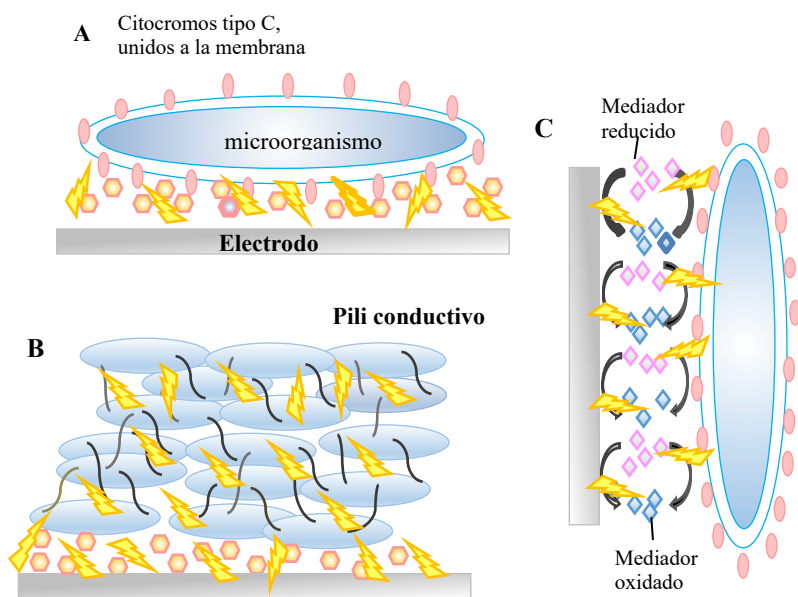 A
Citocromos tipo C,
unidos a la membrana
microorganismo
Electrodo
B
Pili conductivo
C
Mediador
reducido
Mediador
oxidado